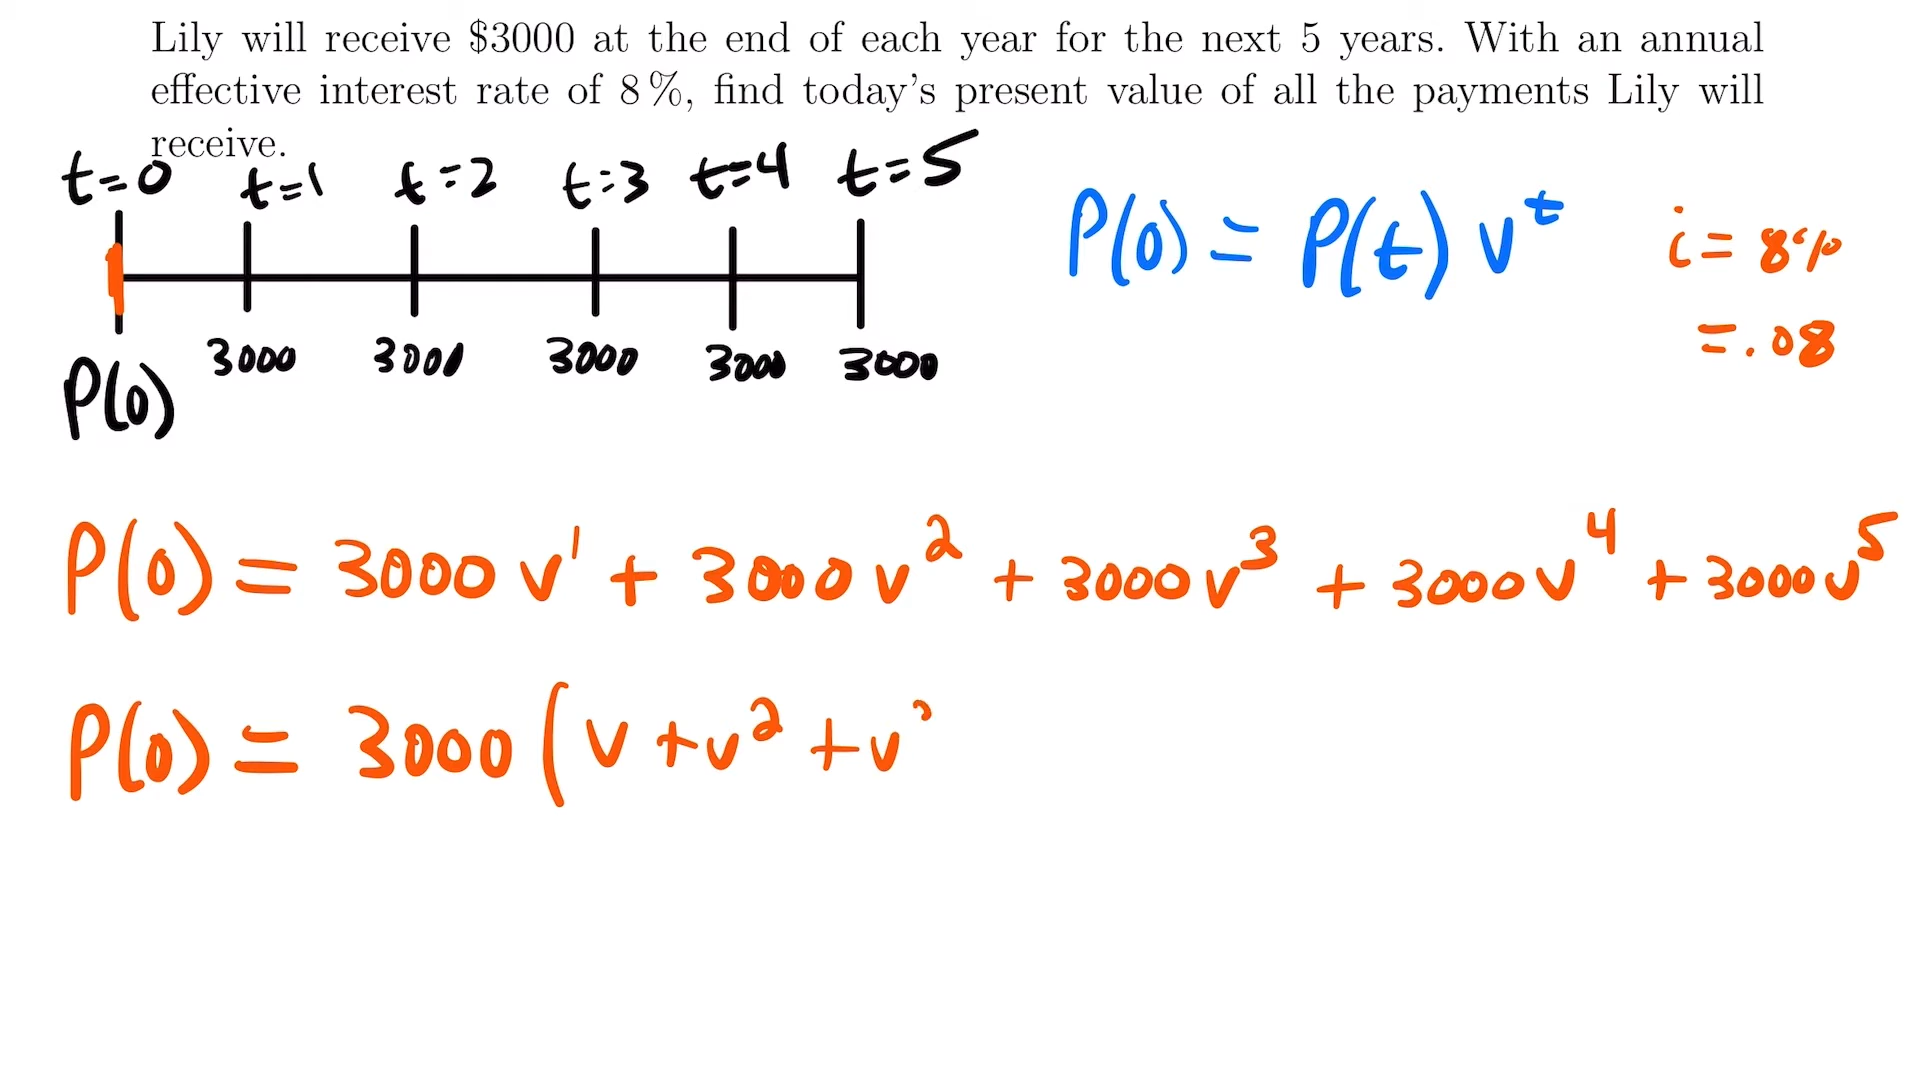 Lily will receive $3000 at the end of each year for the next 5 years. With an annual
effective interest rate of 8 %, find today's present value of all the payments Lily will
receive.
t=0 t=1 t=2 t=3 t=4 t=5
P(0) = P(t) v^t
i = 8%
= .08
3000 3000 3000 3000 3000
P(0)
P(0) = 3000 v^1 + 3000 v^2 + 3000 v^3 + 3000 v^4 + 3000 v^5
P(0) = 3000 (v + v^2 + v